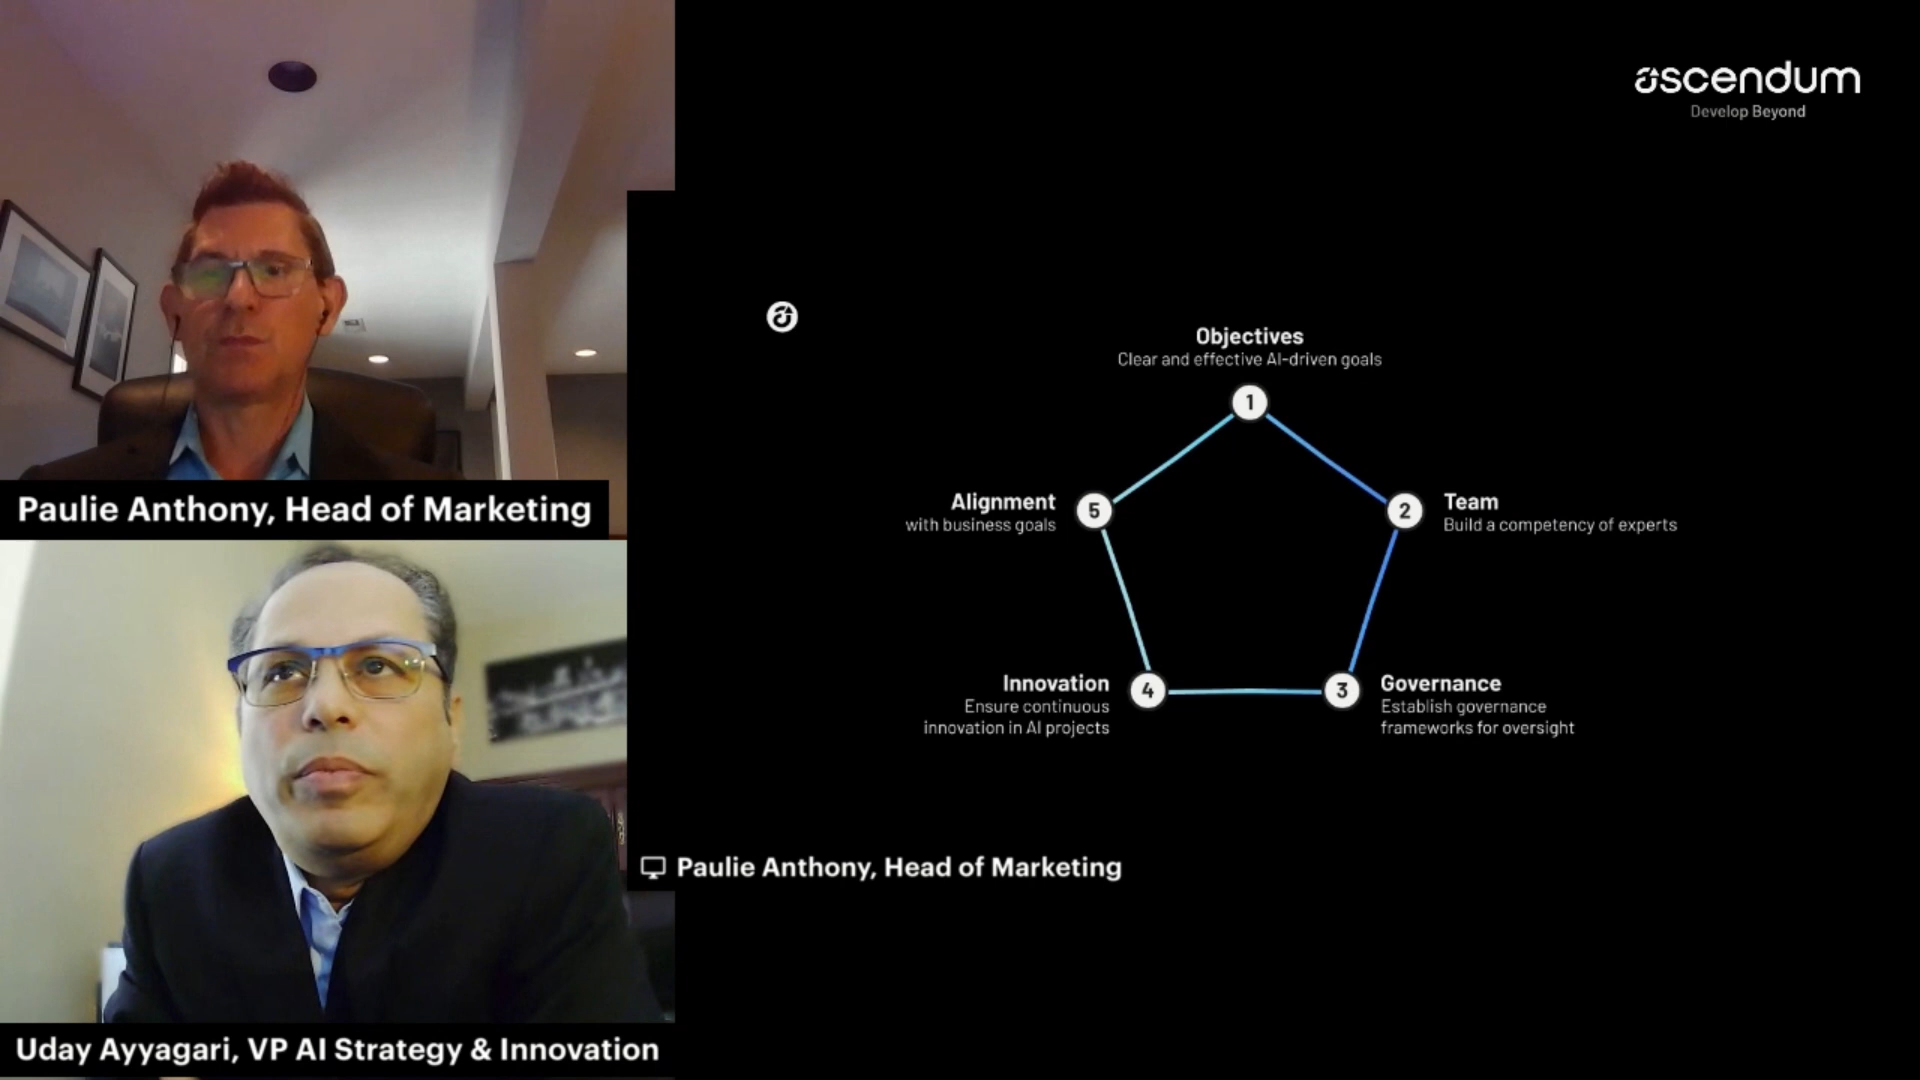 ascendum
Develop Beyond
Paulie Anthony, Head of Marketing
Uday Ayyagari, VP AI Strategy & Innovation
Objectives
Clear and effective AI-driven goals
1
2
Team
Build a competency of experts
3
Governance
Establish governance
frameworks for oversight
4
Innovation
Ensure continuous
innovation in AI projects
5
Alignment
with business goals
Paulie Anthony, Head of Marketing